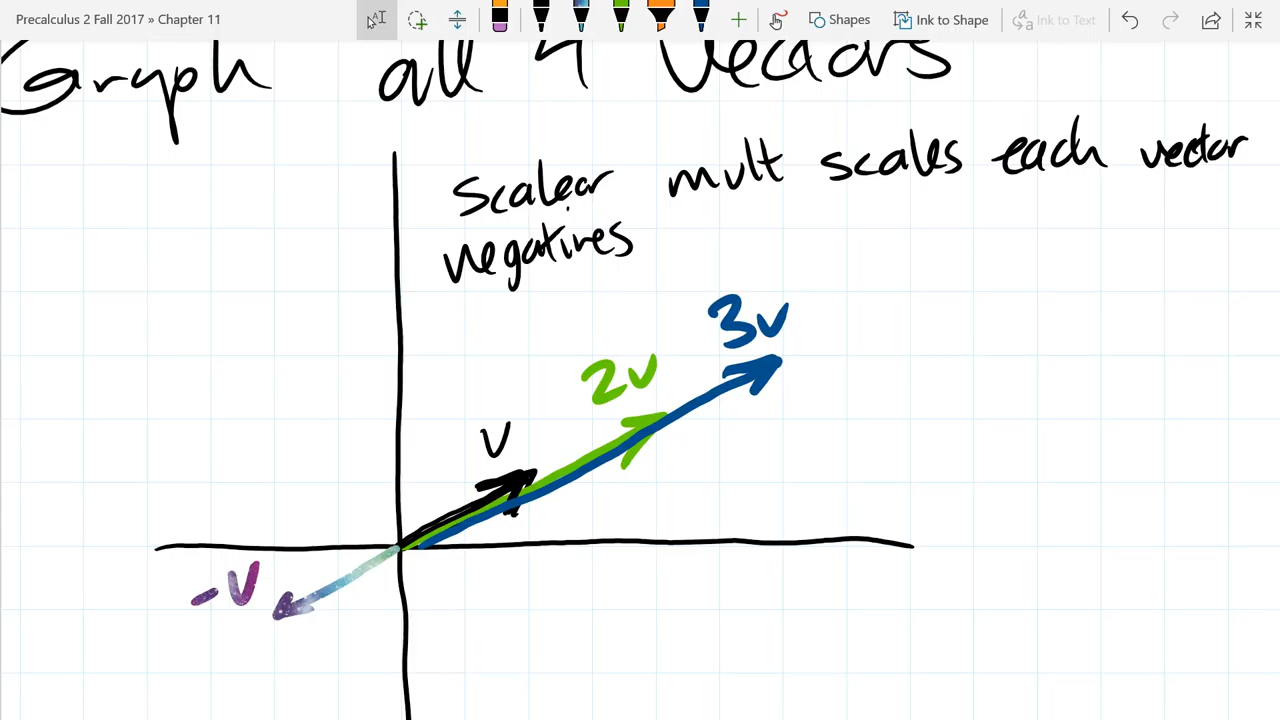 Precalculus 2 Fall 2017 » Chapter 11
Shapes
Ink to Shape
Ink to Text
Graph all 4 vectors
Scalear mult scales each vector
negatives
3v
2v
v
-v